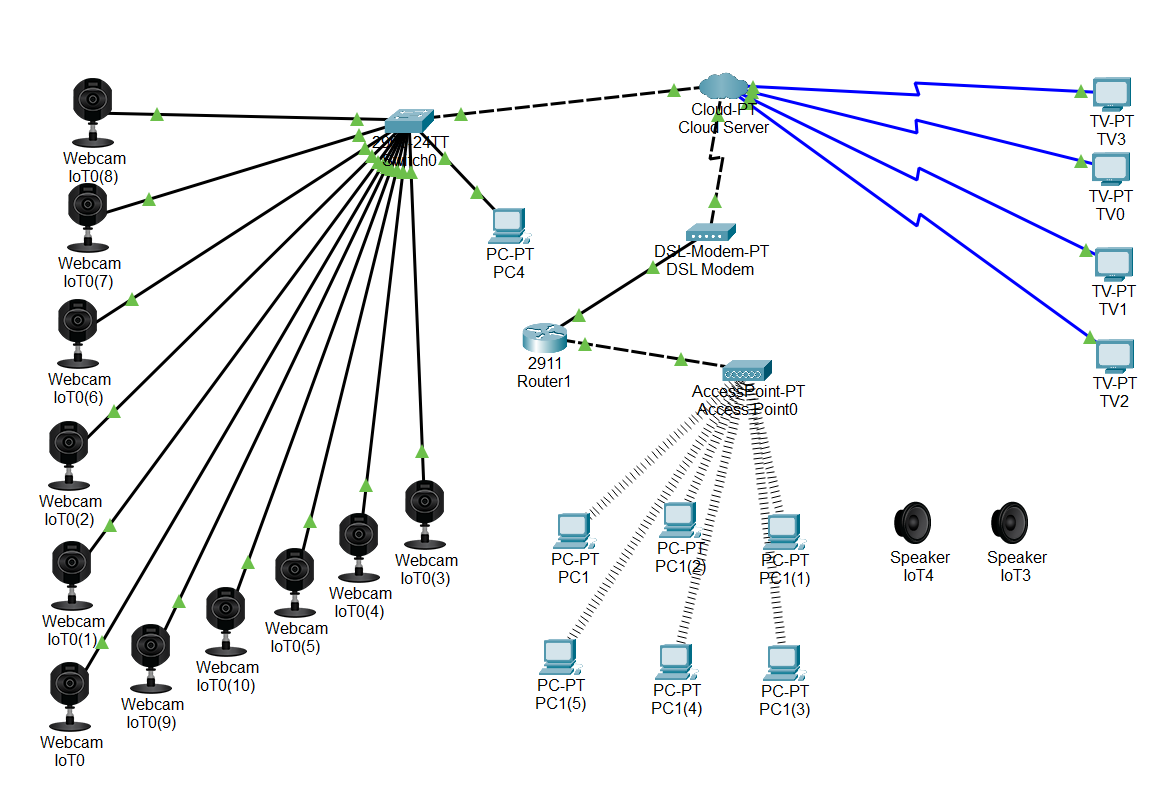 Webcam
IoT0(8)
Webcam
IoT0(7)
Webcam
IoT0(6)
Webcam
IoT0(2)
Webcam
IoT0(1)
Webcam
IoT0
Webcam
IoT0(9)
Webcam
IoT0(10)
Webcam
IoT0(5)
Webcam
IoT0(4)
Webcam
IoT0(3)
24TT
Switch0
PC-PT
PC4
Cloud-PT
Cloud Server
DSL-Modem-PT
DSL Modem
2911
Router1
AccessPoint-PT
Access Point0
PC-PT
PC1
PC-PT
PC1(2)
PC-PT
PC1(1)
PC-PT
PC1(5)
PC-PT
PC1(4)
PC-PT
PC1(3)
TV-PT
TV3
TV-PT
TV0
TV-PT
TV1
TV-PT
TV2
Speaker
IoT4
Speaker
IoT3